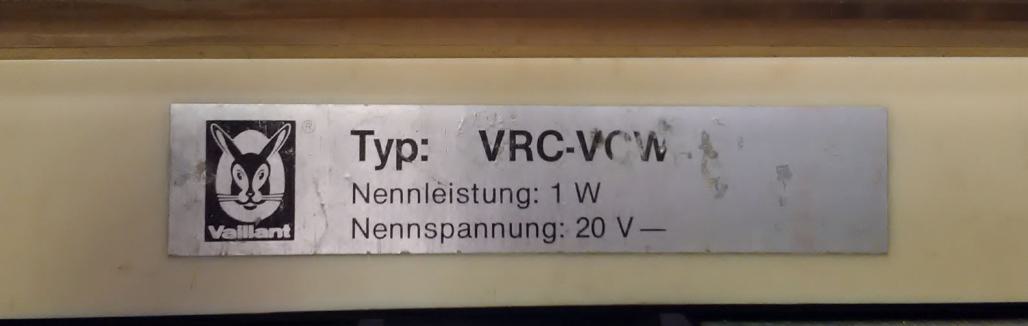 Vaillant ®
Typ: VRC-VCW
Nennleistung: 1 W
Nennspannung: 20 V —